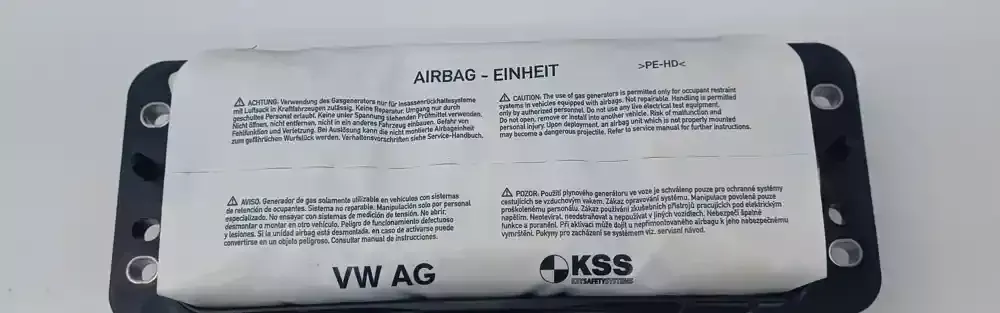 AIRBAG - EINHEIT
>PE-HD<
⚠ ACHTUNG: Verwendung des Gasgenerators nur für Insassenrückhaltesysteme
mit Luftsack in Kraftfahrzeugen zulässig. Keine Reparatur. Umgang nur durch
geschultes Personal erlaubt. Keine unter Spannung stehenden Prüfmittel verwenden.
Nicht öffnen, nicht entfernen, nicht in ein anderes Fahrzeug einbauen. Gefahr von
Fehlfunktion und Verletzung. Bei Auslösung kann die nicht montierte Airbageinheit
zum gefährlichen Wurfstück werden. Verhaltensvorschriften siehe Service-Handbuch.
⚠ CAUTION: The use of gas generators is permitted only for occupant restraint
systems in vehicles equipped with airbags. Not repairable. Handling is permitted
only by authorized personnel. Do not use any live electrical test equipment.
Do not open, remove or install into another vehicle. Risk of malfunction and
personal injury. Upon deployment, an airbag unit which is not properly mounted
may become a dangerous projectile. Refer to service manual for further instructions.
⚠ AVISO: Generador de gas solamente utilizable en vehículos con sistemas
de retención de ocupantes. Sistema no reparable. Manipulación solo por personal
especializado. No ensayar con sistemas de medición de tensión. No abrir,
desmontar o montar en otro vehículo. Peligro de funcionamiento defectuoso
y lesiones. Si la unidad airbag está desmontada, en caso de activarse puede
convertirse en un objeto peligroso. Consultar manual de instrucciones.
⚠ POZOR: Použití plynového generátoru ve voze je schváleny pouze pro ochranné systémy
cestujících se vzduchovým vakem. Zákaz opravování systému. Manipulace povolená pouze
proškolenému personálu. Zákaz používání zkušebních přístrojů pracujících pod elektrickým
napětím. Neotevírat, neodstraňovat a nepoužívat v jiných vozidlech. Nebezpečí špatné
funkce a poranění. Při aktivaci může dojít u nepřimontovaného airbagu k jeho nebezpečnému
vymrštění. Pokyny pro zacházení se systémem viz. servisní návod.
VW AG
KSS
KEYSAFETYSYSTEMS